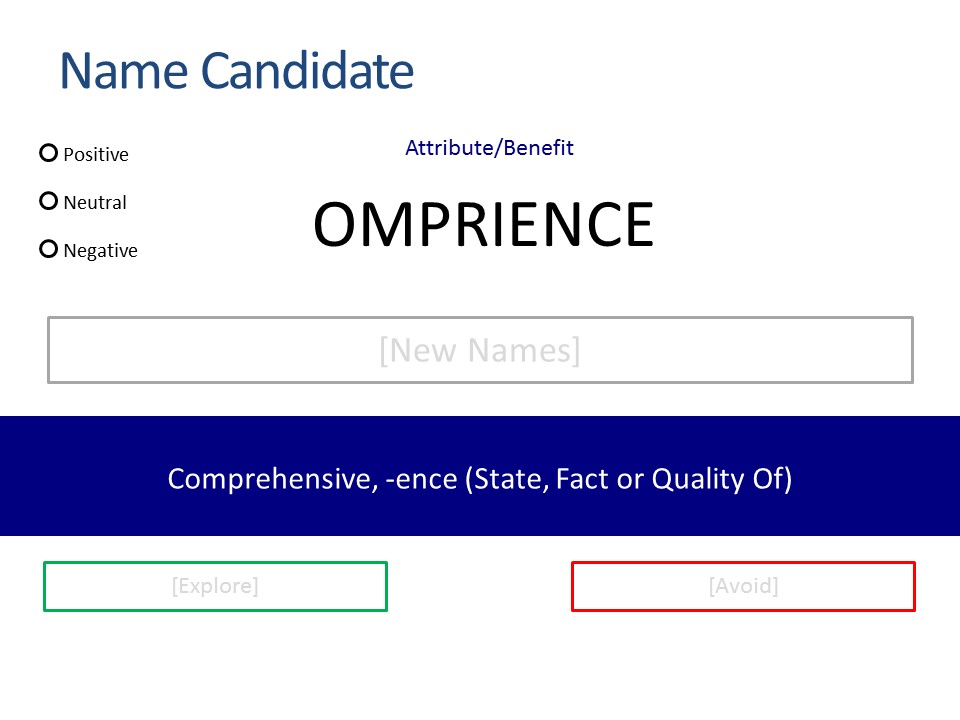 Name Candidate
Positive
Neutral
Negative
Attribute/Benefit
OMPRIENCE
[New Names]
Comprehensive, -ence (State, Fact or Quality Of)
[Explore]
[Avoid]